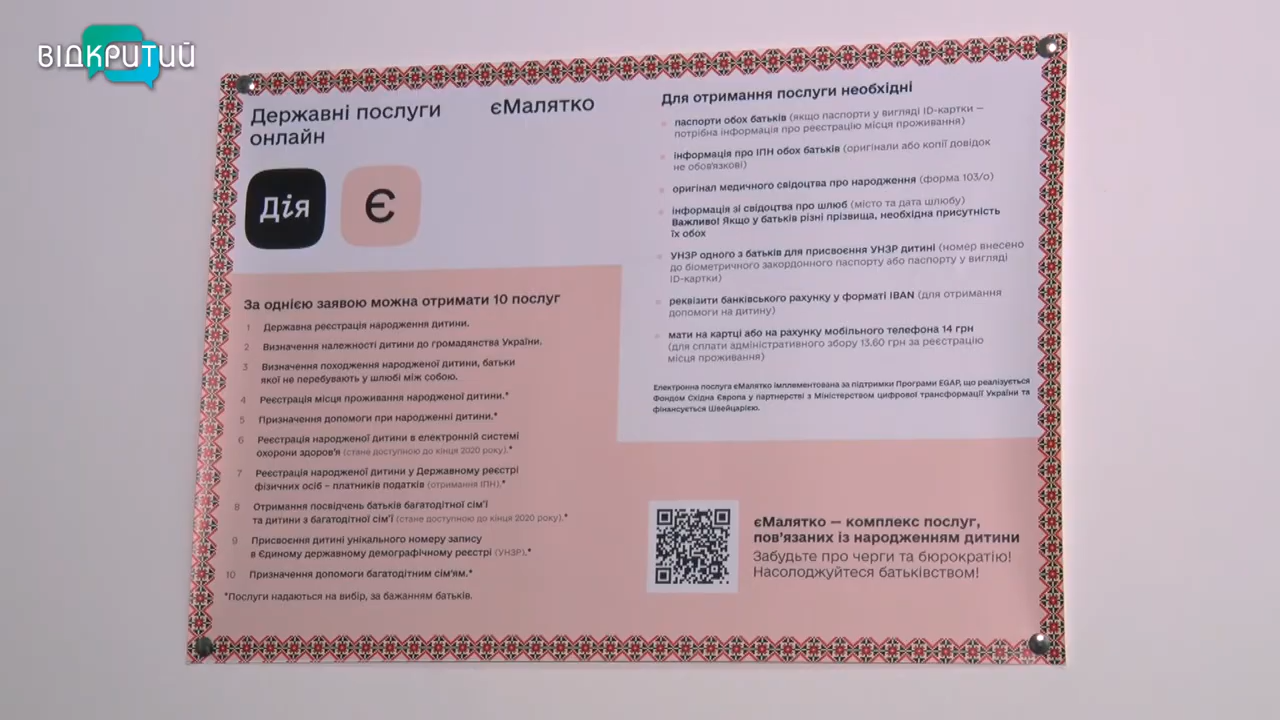 ВІДКРИТИЙ
Державні послуги
онлайн
єМалятко
Дія
Є
За однією заявою можна отримати 10 послуг
1 Державна реєстрація народження дитини.
2 Визначення належності дитини до громадянства України.
3 Визначення походження народженої дитини, батьки
якої не перебувають у шлюбі між собою.
4 Реєстрація місця проживання народженої дитини.*
5 Призначення допомоги при народженні дитини.*
6 Реєстрація народженої дитини в електронній системі
охорони здоров'я (стане доступною до кінця 2020 року).*
7 Реєстрація народженої дитини у Державному реєстрі
фізичних осіб – платників податків (отримання ІПН).*
8 Отримання посвідчень батьків багатодітної сім'ї
та дитини з багатодітної сім'ї (стане доступною до кінця 2020 року).*
9 Присвоєння дитині унікального номеру запису
в Єдиному державному демографічному реєстрі (УНЗР).*
10 Призначення допомоги багатодітним сім'ям.*
*Послуги надаються на вибір, за бажанням батьків.
Для отримання послуги необхідні
паспорти обох батьків (якщо паспорти у вигляді ID-картки —
потрібна інформація про реєстрацію місця проживання)
інформація про ІПН обох батьків (оригінали або копії довідок
не обов'язкові)
оригінал медичного свідоцтва про народження (форма 103/о)
інформація зі свідоцтва про шлюб (місто та дата шлюбу)
Важливо! Якщо у батьків різні прізвища, необхідна присутність
їх обох
УНЗР одного з батьків для присвоєння УНЗР дитині (номер внесено
до біометричного закордонного паспорту або паспорту у вигляді
ID-картки)
реквізити банківського рахунку у форматі IBAN (для отримання
допомоги на дитину)
мати на картці або на рахунку мобільного телефона 14 грн
(для сплати адміністративного збору 13.60 грн за реєстрацію
місця проживання)
Електронна послуга єМалятко імплементована за підтримки Програми EGAP, що реалізується
Фондом Східна Європа у партнерстві з Міністерством цифрової трансформації України та
фінансується Швейцарією.
єМалятко — комплекс послуг,
пов'язаних із народженням дитини
Забудьте про черги та бюрократію!
Насолоджуйтеся батьківством!